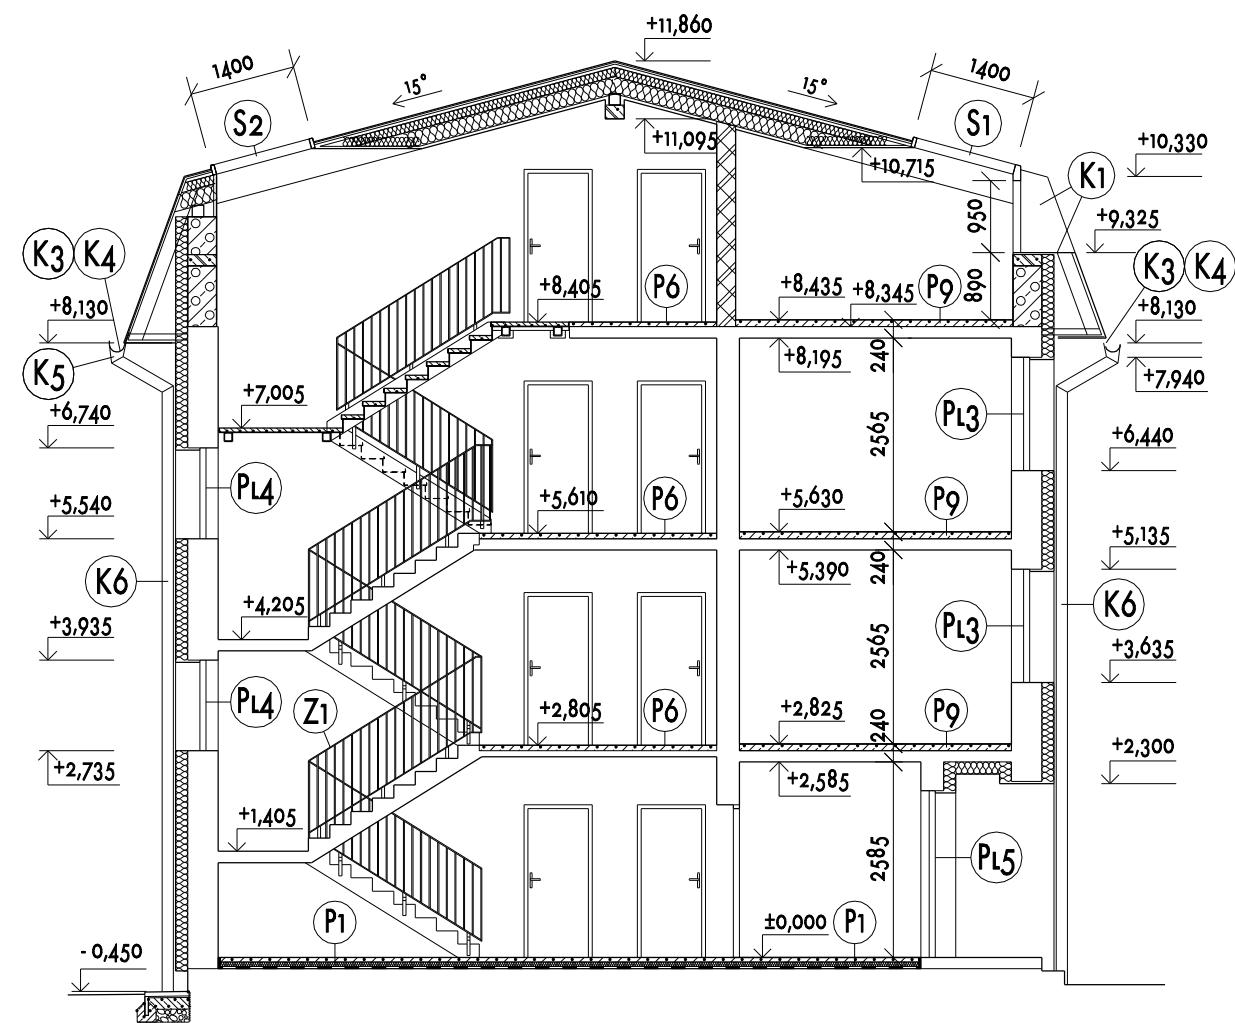 +11,860
1400
15°
15°
1400
S2
S1
+11,095
+10,715
+10,330
K1
950
+9,325
K3
K4
K3
K4
+8,405
P6
+8,435
+8,345
P9
890
+8,130
+8,130
K5
+8,195
240
+7,940
+7,005
+6,740
PL3
2565
+6,440
PL4
+5,540
+5,610
P6
+5,630
P9
+5,135
K6
+5,390
240
K6
+4,205
+3,935
PL3
2565
+3,635
PL4
Z1
+2,805
P6
+2,825
P9
240
+2,300
+2,735
+2,585
+1,405
2585
PL5
P1
±0,000
P1
- 0,450